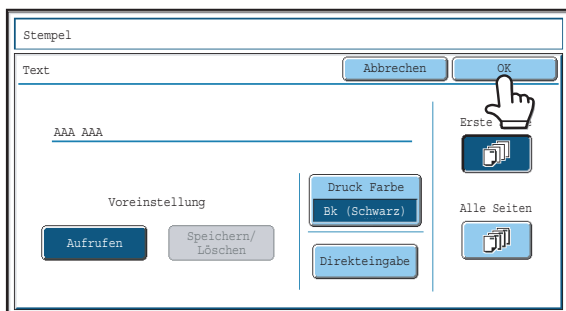 Stempel
Text
Abbrechen
OK
AAA AAA
Erste
Voreinstellung
Druck Farbe
Bk (Schwarz)
Alle Seiten
Aufrufen
Speichern/
Löschen
Direkteingabe